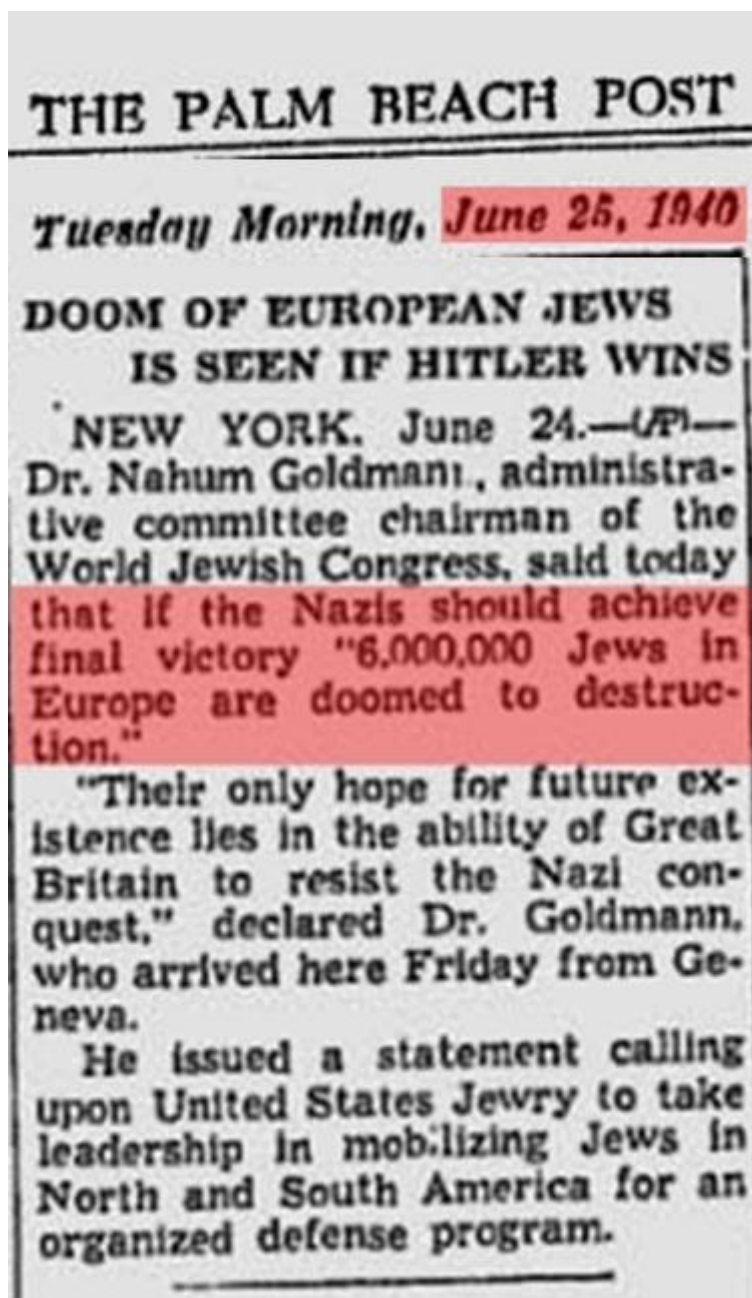 THE PALM BEACH POST
Tuesday Morning, June 25, 1940
DOOM OF EUROPEAN JEWS
IS SEEN IF HITLER WINS
NEW YORK, June 24.—(AP)—
Dr. Nahum Goldmann, administra-
tive committee chairman of the
World Jewish Congress, said today
that if the Nazis should achieve
final victory "6,000,000 Jews in
Europe are doomed to destruc-
tion."
"Their only hope for future ex-
istence lies in the ability of Great
Britain to resist the Nazi con-
quest," declared Dr. Goldmann,
who arrived here Friday from Ge-
neva.
He issued a statement calling
upon United States Jewry to take
leadership in mobilizing Jews in
North and South America for an
organized defense program.